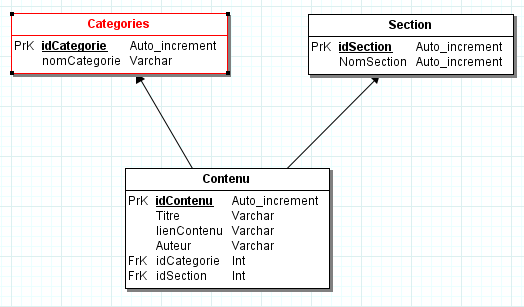 Categories
PrK idCategorie Auto_increment
nomCategorie Varchar
Section
PrK idSection Auto_increment
NomSection Auto_increment
Contenu
PrK idContenu Auto_increment
Titre Varchar
lienContenu Varchar
Auteur Varchar
FrK idCategorie Int
FrK idSection Int